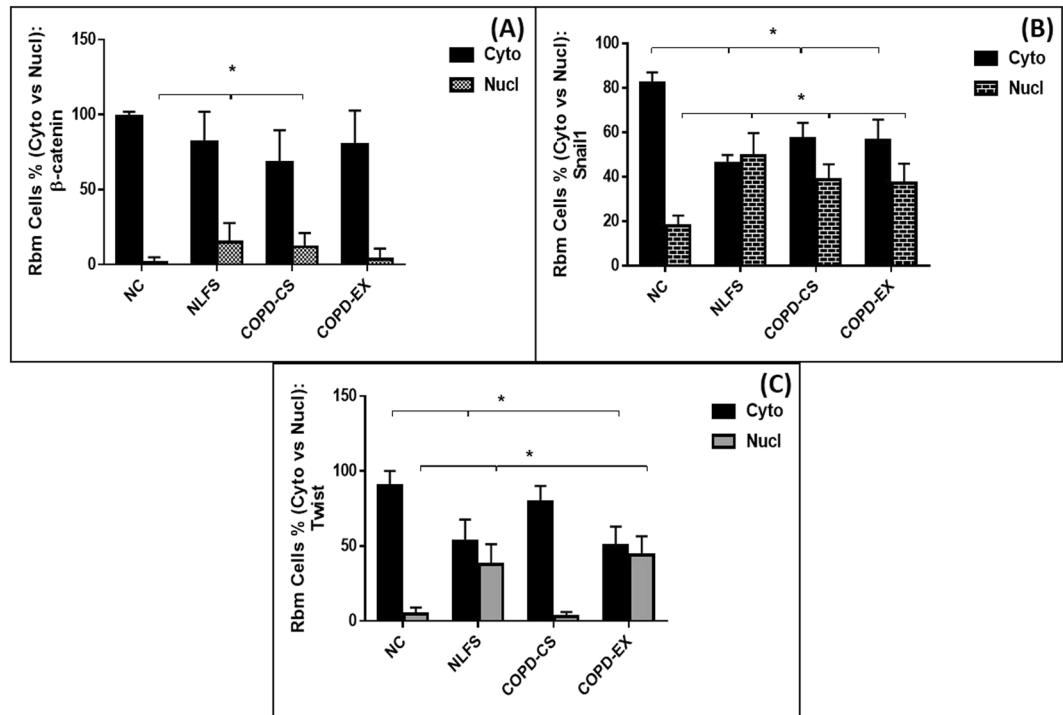 (A)
150
100
50
0
Rbm Cells % (Cyto vs Nucl):
β-catenin
*
Cyto
Nucl
NC
NLFS
COPD-CS
COPD-EX
(B)
100
80
60
40
20
0
Rbm Cells % (Cyto vs Nucl):
Snail1
*
*
Cyto
Nucl
NC
NLFS
COPD-CS
COPD-EX
(C)
150
100
50
0
Rbm Cells % (Cyto vs Nucl):
Twist
*
*
Cyto
Nucl
NC
NLFS
COPD-CS
COPD-EX